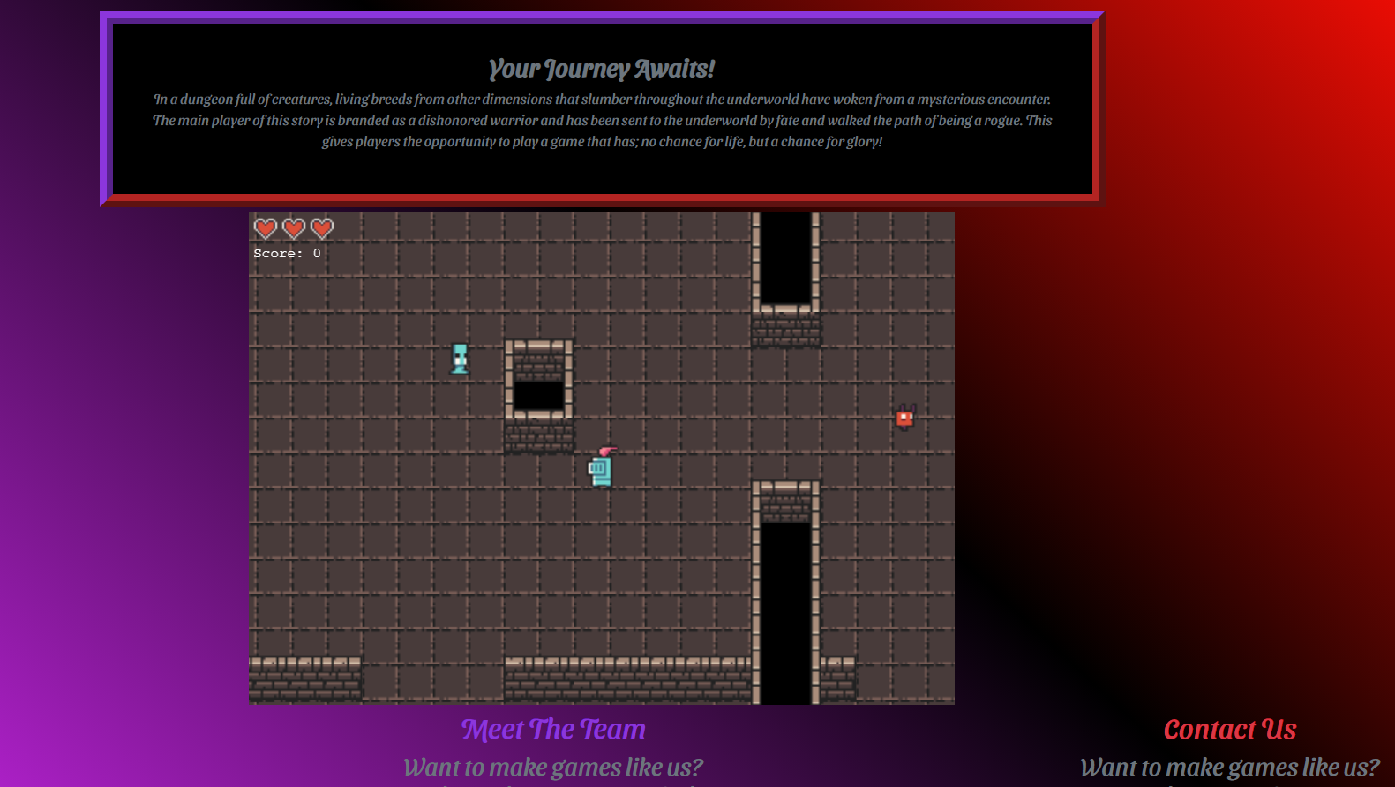 Your Journey Awaits!
In a dungeon full of creatures, living breeds from other dimensions that slumber throughout the underworld have woken from a mysterious encounter.
The main player of this story is branded as a dishonored warrior and has been sent to the underworld by fate and walked the path of being a rogue. This
gives players the opportunity to play a game that has; no chance for life, but a chance for glory!
Score: 0
Meet The Team
Contact Us
Want to make games like us?
Want to make games like us?